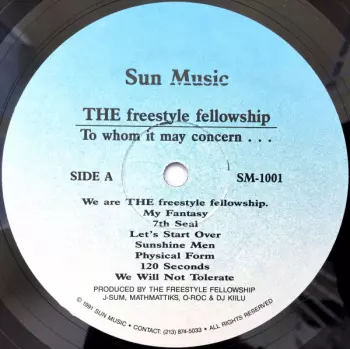 Sun Music
THE freestyle fellowship
To whom it may concern . . .
SIDE A
SM-1001
We are THE freestyle fellowship.
My Fantasy
7th Seal
Let's Start Over
Sunshine Men
Physical Form
120 Seconds
We Will Not Tolerate
PRODUCED BY THE FREESTYLE FELLOWSHIP
J-SUM, MATHMATTIKS, O-ROC & DJ KIILU
© 1991 SUN MUSIC • CONTACT: (213) 874-5033 • ALL RIGHTS RESERVED